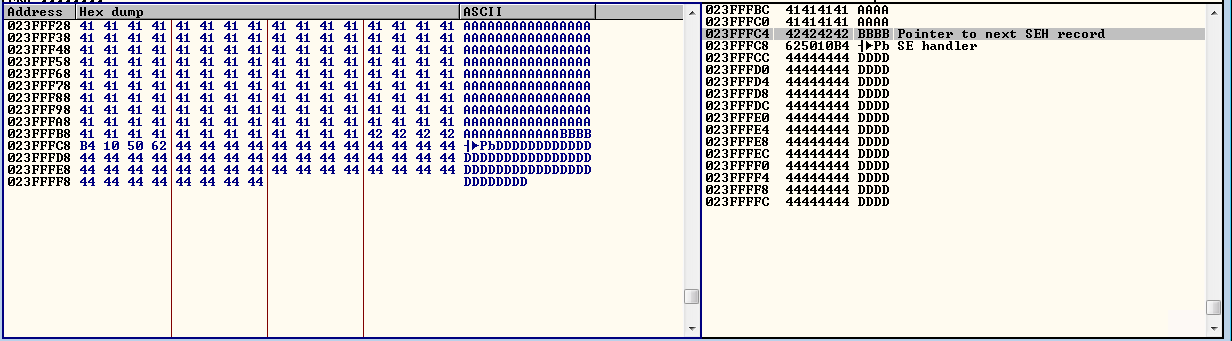 Address Hex dump ASCII
023FFF28 41 41 41 41 41 41 41 41 41 41 41 41 41 41 41 41 AAAAAAAAAAAAAAAA
023FFF38 41 41 41 41 41 41 41 41 41 41 41 41 41 41 41 41 AAAAAAAAAAAAAAAA
023FFF48 41 41 41 41 41 41 41 41 41 41 41 41 41 41 41 41 AAAAAAAAAAAAAAAA
023FFF58 41 41 41 41 41 41 41 41 41 41 41 41 41 41 41 41 AAAAAAAAAAAAAAAA
023FFF68 41 41 41 41 41 41 41 41 41 41 41 41 41 41 41 41 AAAAAAAAAAAAAAAA
023FFF78 41 41 41 41 41 41 41 41 41 41 41 41 41 41 41 41 AAAAAAAAAAAAAAAA
023FFF88 41 41 41 41 41 41 41 41 41 41 41 41 41 41 41 41 AAAAAAAAAAAAAAAA
023FFF98 41 41 41 41 41 41 41 41 41 41 41 41 41 41 41 41 AAAAAAAAAAAAAAAA
023FFFA8 41 41 41 41 41 41 41 41 41 41 41 41 41 41 41 41 AAAAAAAAAAAAAAAA
023FFFB8 41 41 41 41 41 41 41 41 41 41 41 41 42 42 42 42 AAAAAAAAAAAABBBB
023FFFC8 B4 10 50 62 44 44 44 44 44 44 44 44 44 44 44 44 ┤►PbDDDDDDDDDDDD
023FFFD8 44 44 44 44 44 44 44 44 44 44 44 44 44 44 44 44 DDDDDDDDDDDDDDDD
023FFFE8 44 44 44 44 44 44 44 44 44 44 44 44 44 44 44 44 DDDDDDDDDDDDDDDD
023FFFF8 44 44 44 44 44 44 44 44 DDDDDDDD
023FFFBC 41414141 AAAA
023FFFC0 41414141 AAAA
023FFFC4 42424242 BBBB Pointer to next SEH record
023FFFC8 625010B4 ┤►Pb SE handler
023FFFCC 44444444 DDDD
023FFFD0 44444444 DDDD
023FFFD4 44444444 DDDD
023FFFD8 44444444 DDDD
023FFFDC 44444444 DDDD
023FFFE0 44444444 DDDD
023FFFE4 44444444 DDDD
023FFFE8 44444444 DDDD
023FFFEC 44444444 DDDD
023FFFF0 44444444 DDDD
023FFFF4 44444444 DDDD
023FFFF8 44444444 DDDD
023FFFFC 44444444 DDDD